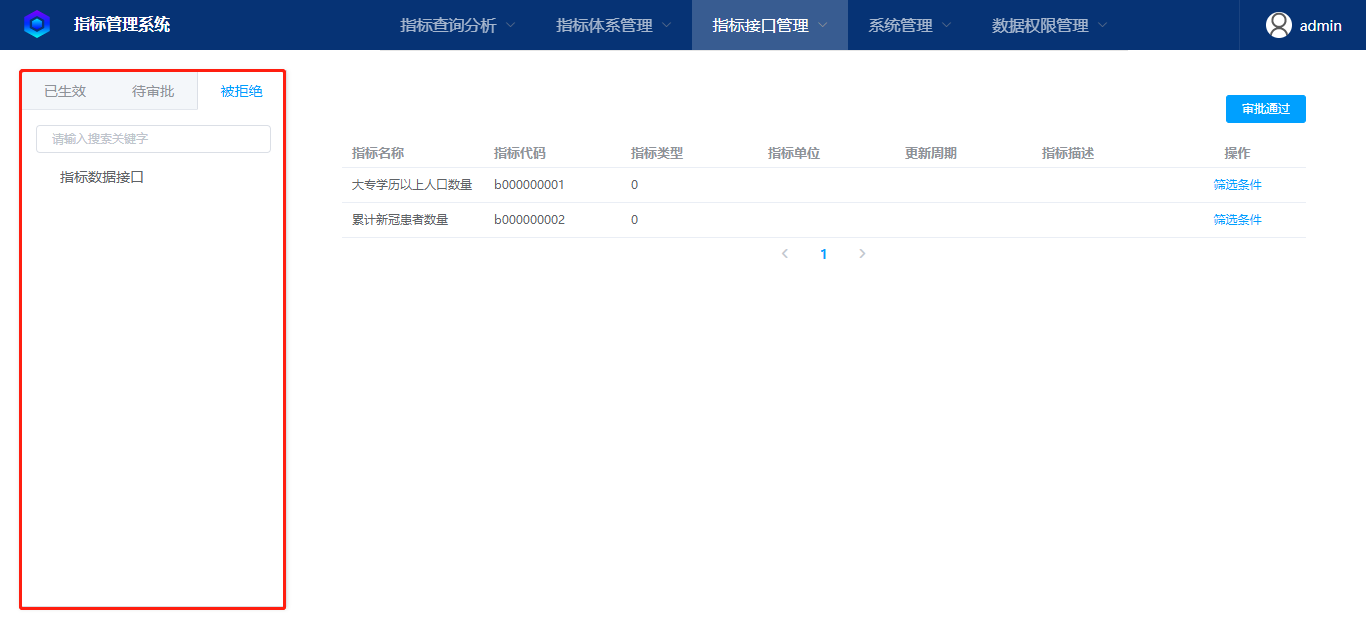 指标管理系统 指标查询分析 指标体系管理 指标接口管理 系统管理 数据权限管理 admin
已生效 待审批 被拒绝
审批通过
请输入搜索关键字
指标名称 指标代码 指标类型 指标单位 更新周期 指标描述 操作
指标数据接口
大专学历以上人口数量 b000000001 0 筛选条件
累计新冠患者数量 b000000002 0 筛选条件
1